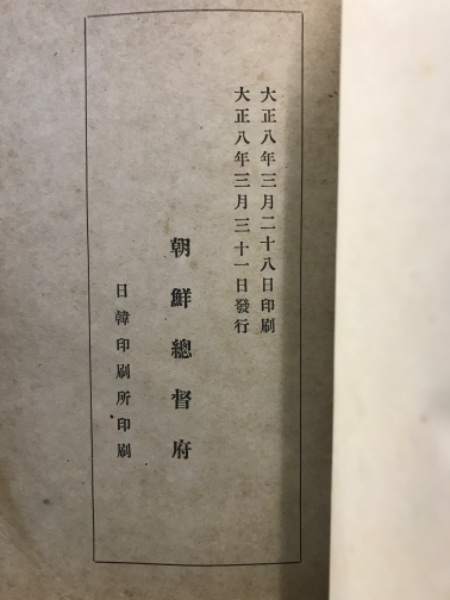 大正八年三月二十八日印刷
大正八年三月三十一日發行
朝鮮總督府
日韓印刷所印刷